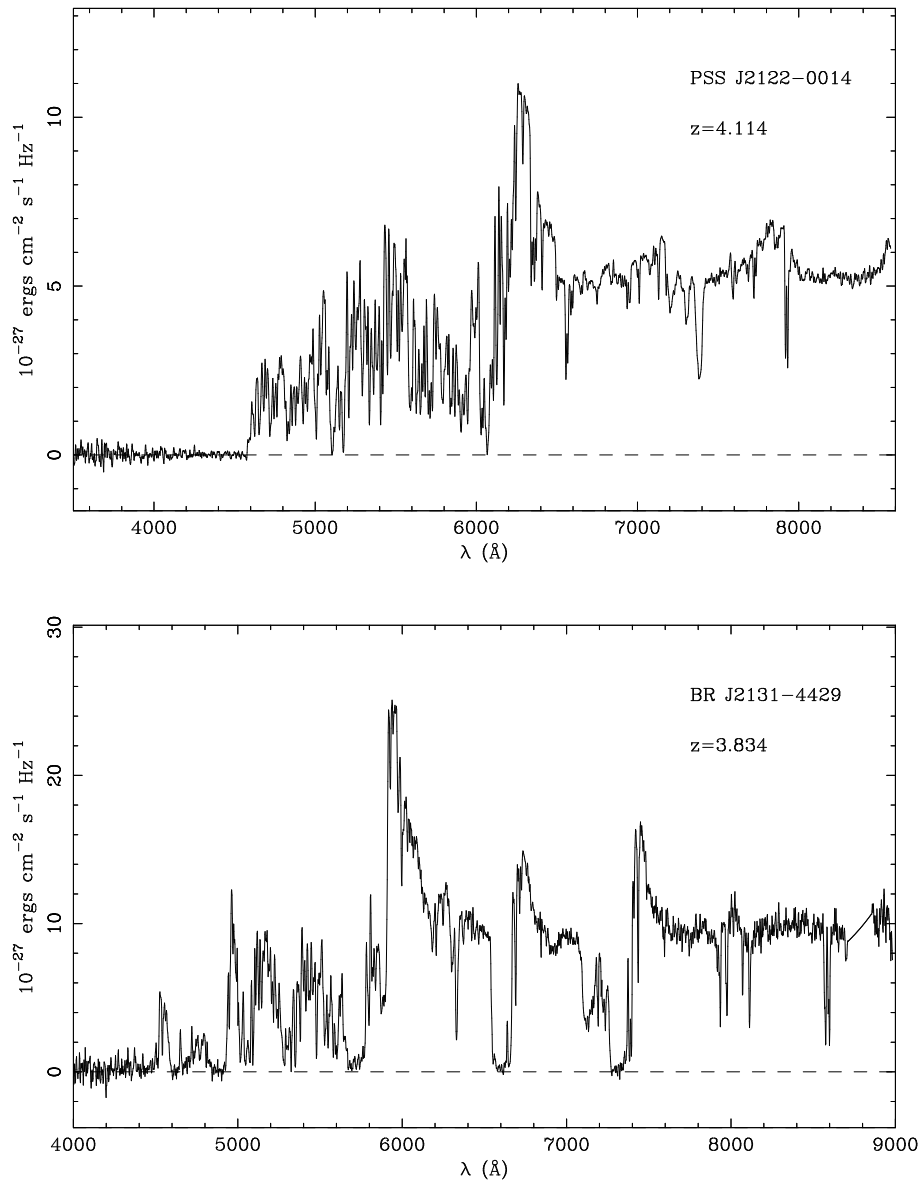 PSS J2122−0014
z=4.114
10
5
0
10⁻²⁷ ergs cm⁻² s⁻¹ Hz⁻¹
4000 5000 6000 7000 8000
λ (Å)
30
BR J2131−4429
z=3.834
20
10
0
10⁻²⁷ ergs cm⁻² s⁻¹ Hz⁻¹
4000 5000 6000 7000 8000 9000
λ (Å)